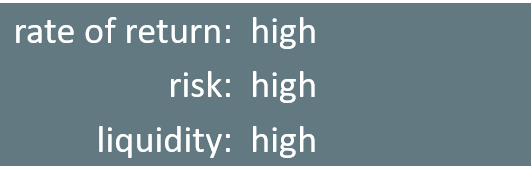 rate of return: high
risk: high
liquidity: high